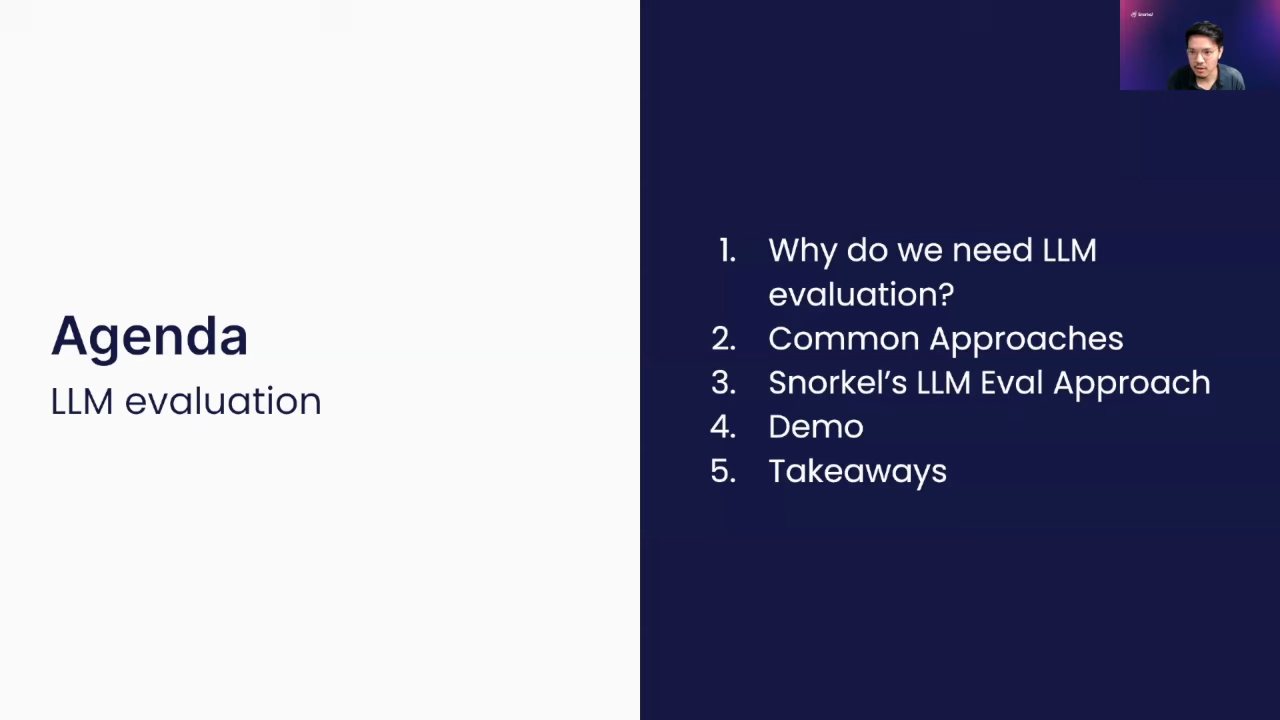 Agenda
LLM evaluation
1. Why do we need LLM
evaluation?
2. Common Approaches
3. Snorkel’s LLM Eval Approach
4. Demo
5. Takeaways